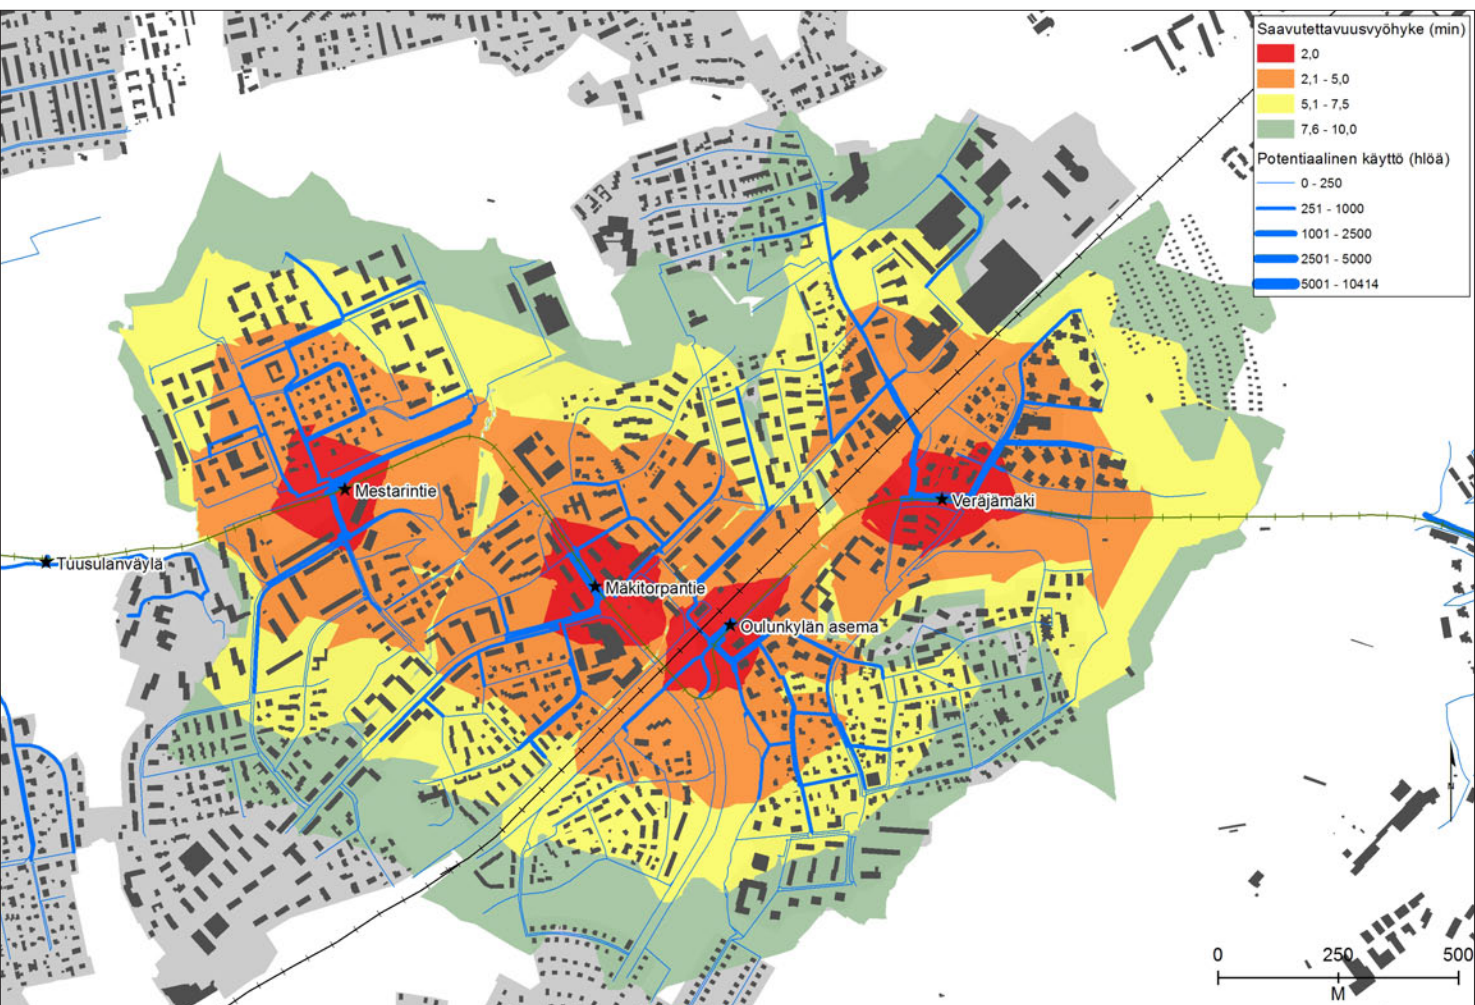 Saavutettavuusvyöhyke (min)
2,0
2,1 - 5,0
5,1 - 7,5
7,6 - 10,0
Potentiaalinen käyttö (hlöä)
0 - 250
251 - 1000
1001 - 2500
2501 - 5000
5001 - 10414
Mestarintie
Veräjämäki
Tuusulanväylä
Mäkitorpantie
Oulunkylän asema
0 250 500
M